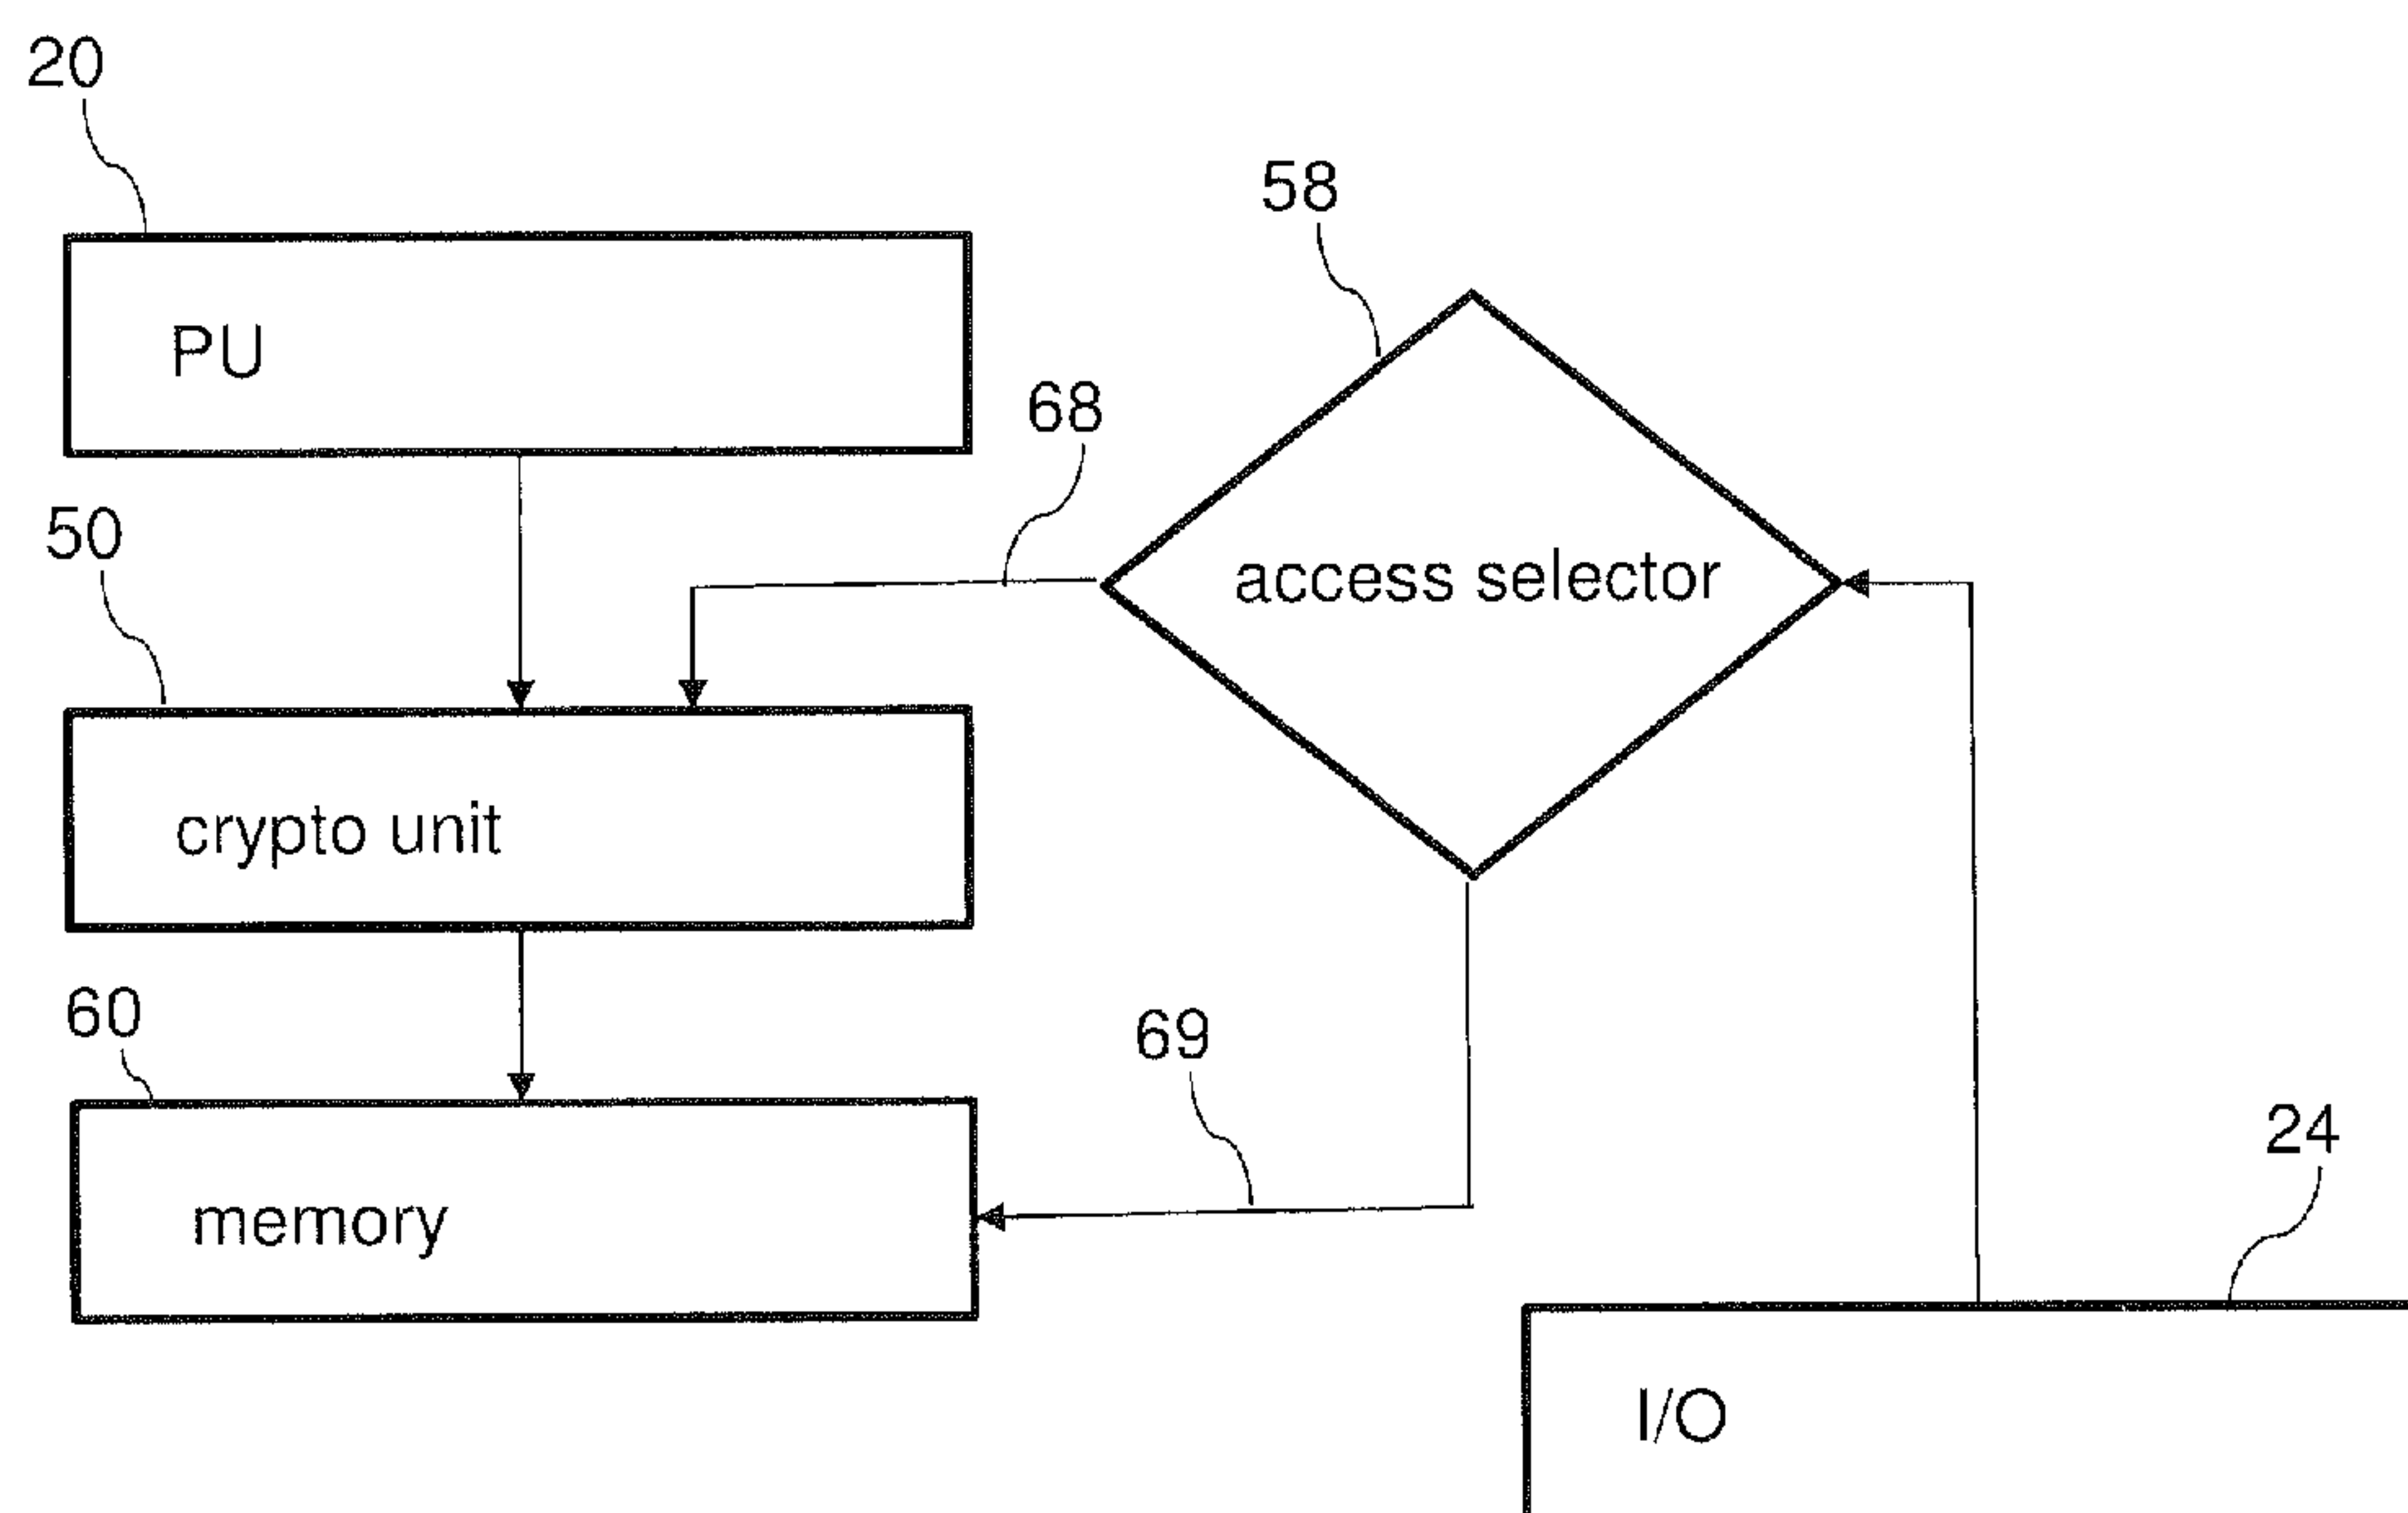 20
58
PU
68
50
access selector
crypto unit
60
69
24
memory
I/O